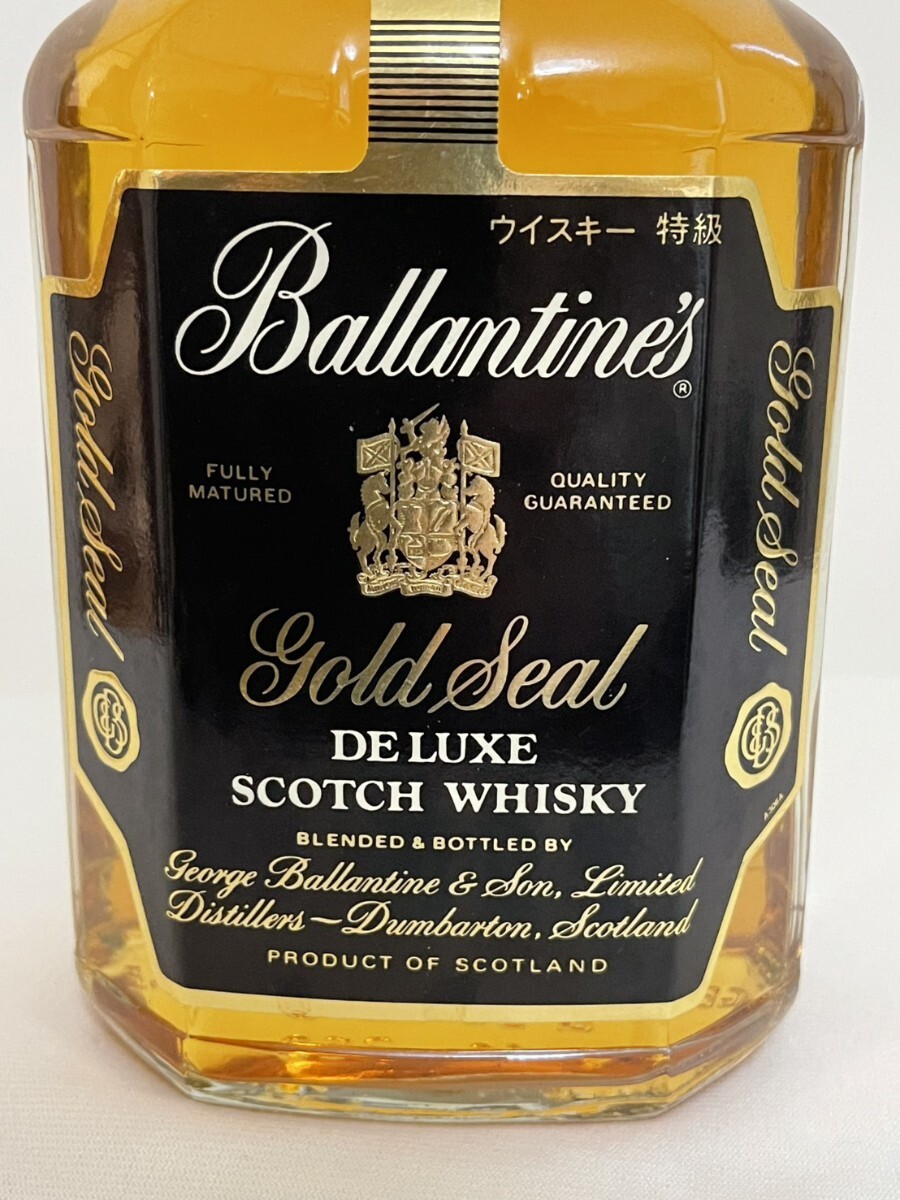 ウイスキー 特級
Ballantine's
®
FULLY
MATURED
QUALITY
GUARANTEED
Gold Seal
DE LUXE
SCOTCH WHISKY
BLENDED & BOTTLED BY
George Ballantine & Son, Limited
Distillers — Dumbarton, Scotland
PRODUCT OF SCOTLAND
Gold Seal
Gold Seal